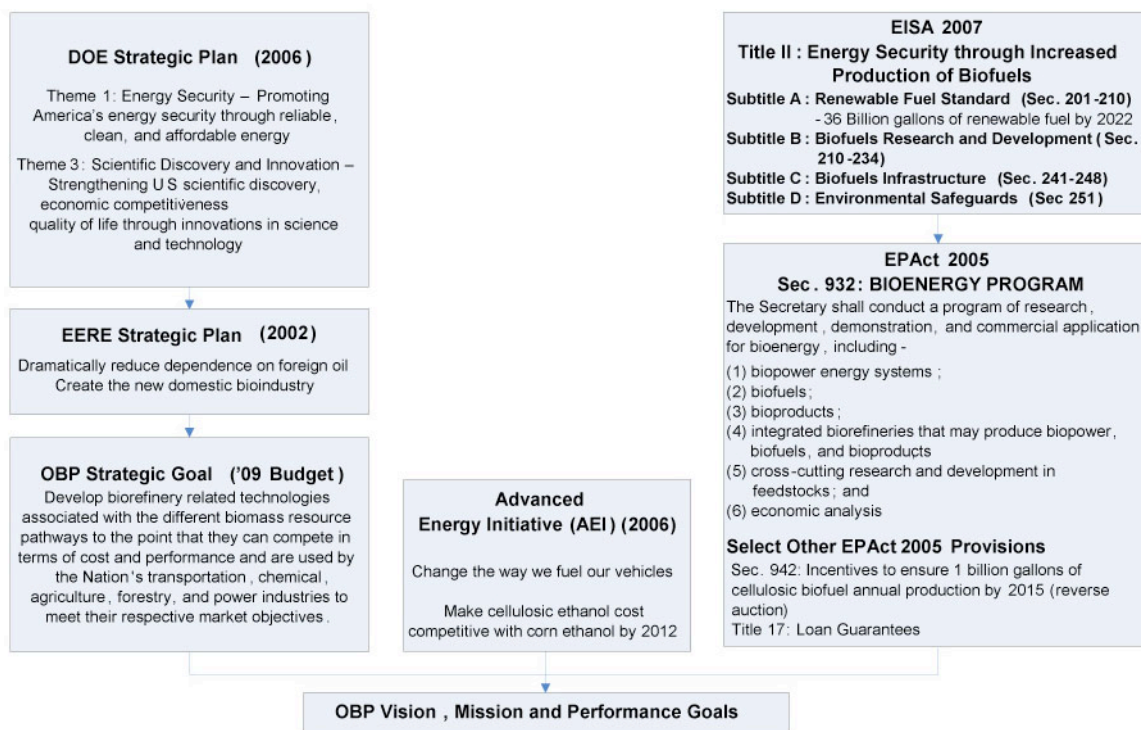 DOE Strategic Plan (2006)
Theme 1: Energy Security – Promoting
America's energy security through reliable,
clean, and affordable energy
Theme 3: Scientific Discovery and Innovation –
Strengthening US scientific discovery,
economic competitiveness
quality of life through innovations in science
and technology
EERE Strategic Plan (2002)
Dramatically reduce dependence on foreign oil
Create the new domestic bioindustry
OBP Strategic Goal ('09 Budget)
Develop biorefinery related technologies
associated with the different biomass resource
pathways to the point that they can compete in
terms of cost and performance and are used by
the Nation's transportation, chemical,
agriculture, forestry, and power industries to
meet their respective market objectives.
Advanced
Energy Initiative (AEI) (2006)
Change the way we fuel our vehicles
Make cellulosic ethanol cost
competitive with corn ethanol by 2012
EISA 2007
Title II: Energy Security through Increased
Production of Biofuels
Subtitle A: Renewable Fuel Standard (Sec. 201-210)
- 36 Billion gallons of renewable fuel by 2022
Subtitle B: Biofuels Research and Development (Sec.
210-234)
Subtitle C: Biofuels Infrastructure (Sec. 241-248)
Subtitle D: Environmental Safeguards (Sec 251)
EPAct 2005
Sec. 932: BIOENERGY PROGRAM
The Secretary shall conduct a program of research,
development, demonstration, and commercial application
for bioenergy, including -
(1) biopower energy systems;
(2) biofuels;
(3) bioproducts;
(4) integrated biorefineries that may produce biopower,
biofuels, and bioproducts
(5) cross-cutting research and development in
feedstocks; and
(6) economic analysis
Select Other EPAct 2005 Provisions
Sec. 942: Incentives to ensure 1 billion gallons of
cellulosic biofuel annual production by 2015 (reverse
auction)
Title 17: Loan Guarantees
OBP Vision, Mission and Performance Goals